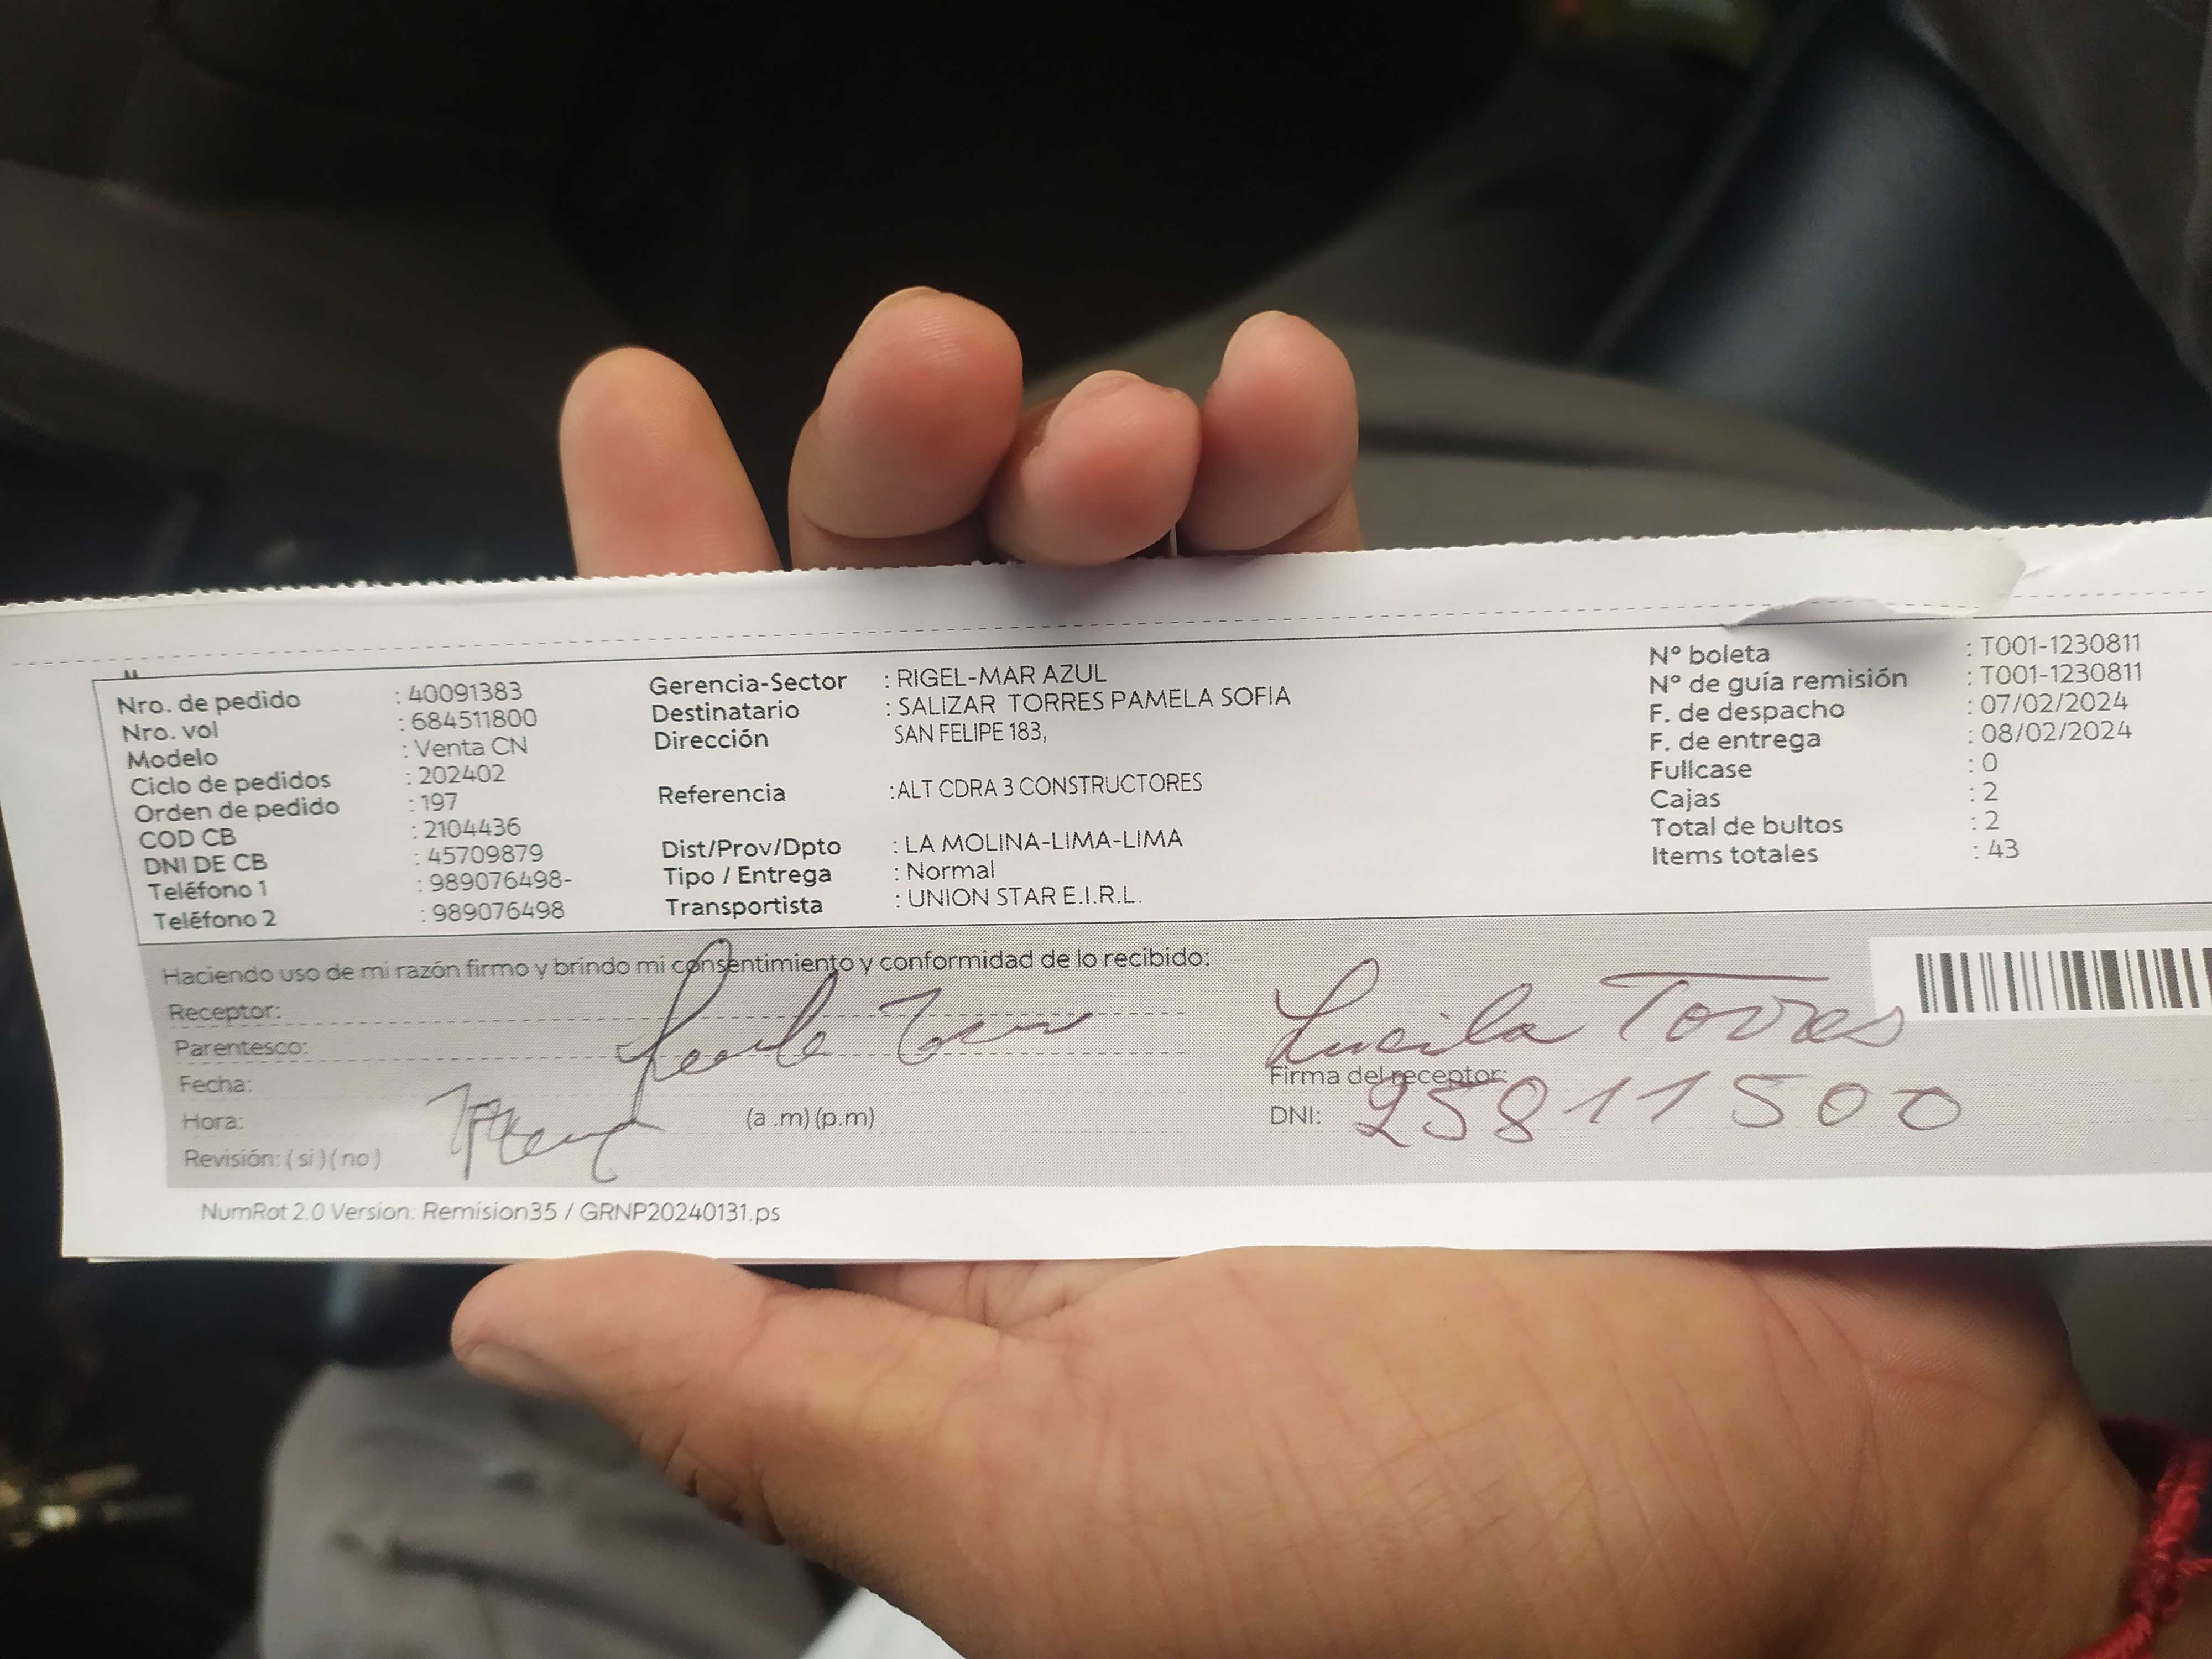 Nro. de pedido : 40091383
Nro. vol : 684511800
Modelo : Venta CN
Ciclo de pedidos : 202402
Orden de pedido : 197
COD CB : 2104436
DNI DE CB : 45709879
Teléfono 1 : 989076498-
Teléfono 2 : 989076498
Gerencia-Sector : RIGEL-MAR AZUL
Destinatario : SALIZAR TORRES PAMELA SOFIA
Dirección SAN FELIPE 183,
Referencia :ALT CDRA 3 CONSTRUCTORES
Dist/Prov/Dpto : LA MOLINA-LIMA-LIMA
Tipo / Entrega : Normal
Transportista : UNION STAR E.I.R.L.
N° boleta : T001-1230811
N° de guía remisión : T001-1230811
F. de despacho : 07/02/2024
F. de entrega : 08/02/2024
Fullcase : 0
Cajas : 2
Total de bultos : 2
Items totales : 43
Haciendo uso de mi razón firmo y brindo mi consentimiento y conformidad de lo recibido:
Receptor:
Parentesco:
Fecha:
Hora: (a .m) (p.m)
Revisión: ( si ) ( no )
Lucila Torres
Firma del receptor:
DNI: 25811500
NumRot 2.0 Version: Remision35 / GRNP20240131.ps